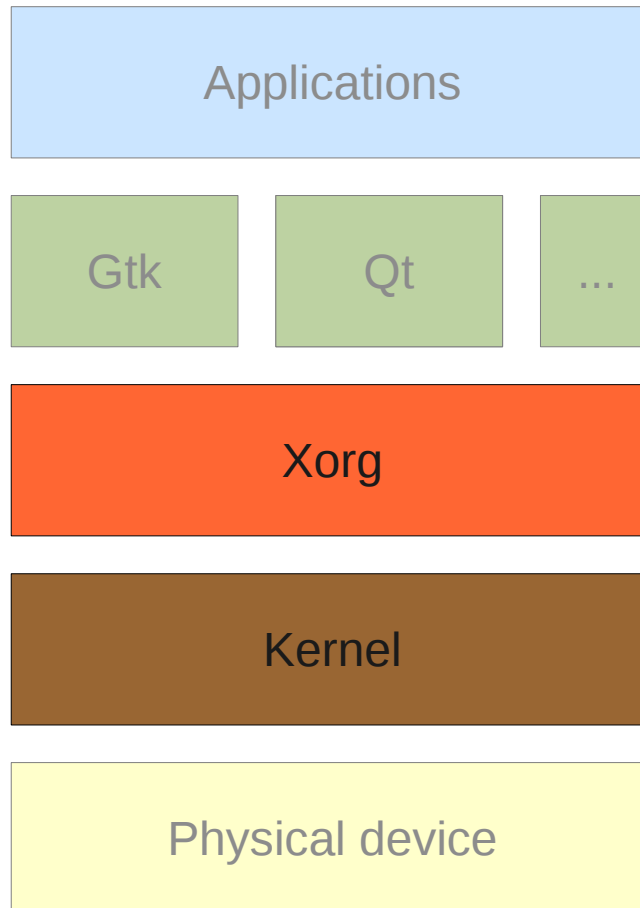 Applications
Gtk Qt ...
Xorg
Kernel
Physical device